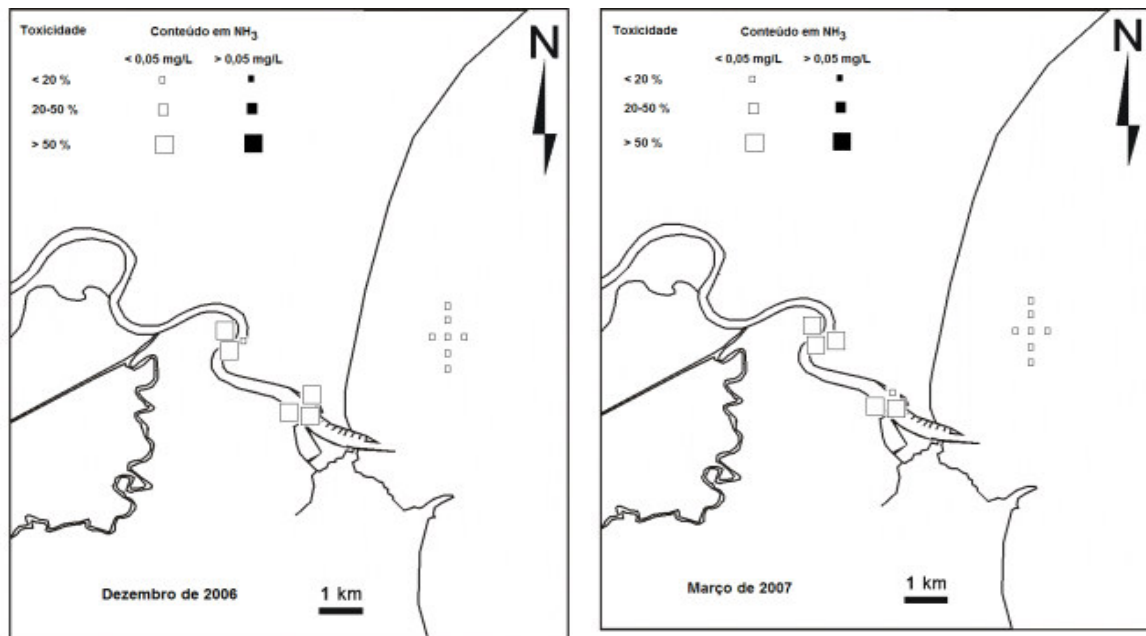 Toxicidade Conteúdo em NH3
N
< 0,05 mg/L > 0,05 mg/L
< 20 %
20-50 %
> 50 %
Dezembro de 2006 1 km
Toxicidade Conteúdo em NH3
N
< 0,05 mg/L > 0,05 mg/L
< 20 %
20-50 %
> 50 %
Março de 2007 1 km